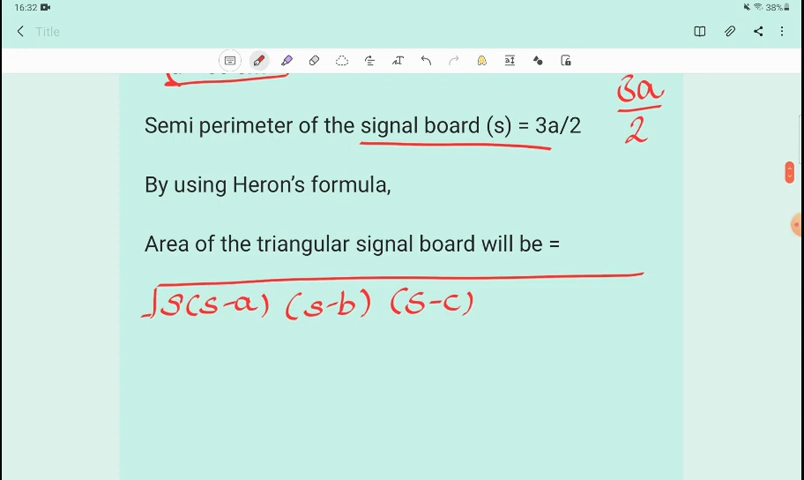 16:32
38%
Title
3a
2
Semi perimeter of the signal board (s) = 3a/2
By using Heron's formula,
Area of the triangular signal board will be =
√s(s-a) (s-b) (s-c)